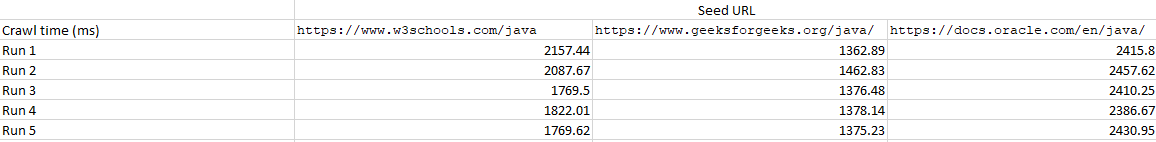 Seed URL
Crawl time (ms) https://www.w3schools.com/java https://www.geeksforgeeks.org/java/ https://docs.oracle.com/en/java/
Run 1 2157.44 1362.89 2415.8
Run 2 2087.67 1462.83 2457.62
Run 3 1769.5 1376.48 2410.25
Run 4 1822.01 1378.14 2386.67
Run 5 1769.62 1375.23 2430.95